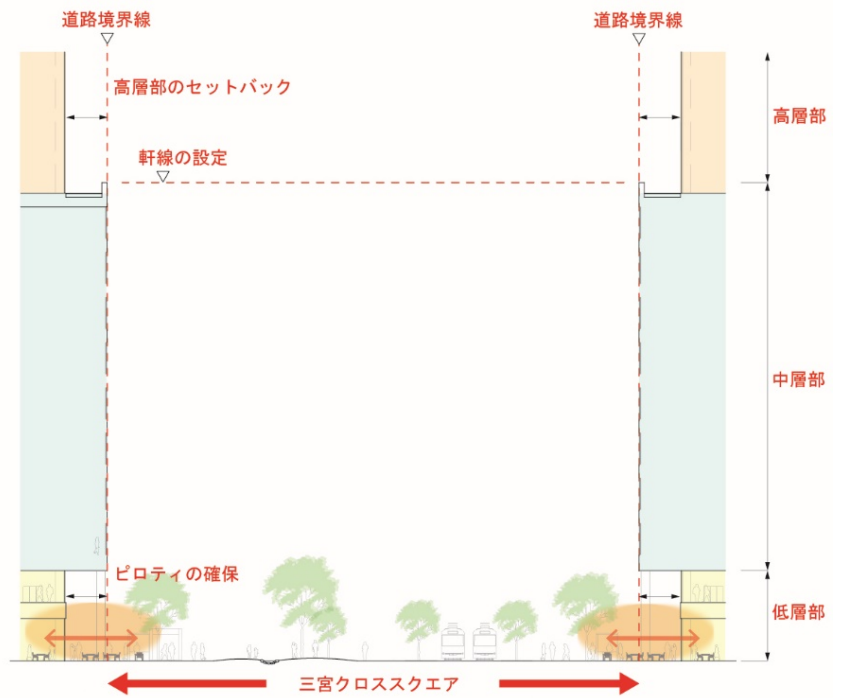 道路境界線
道路境界線
高層部のセットバック
高層部
軒線の設定
中層部
ピロティの確保
低層部
三宮クロススクエア